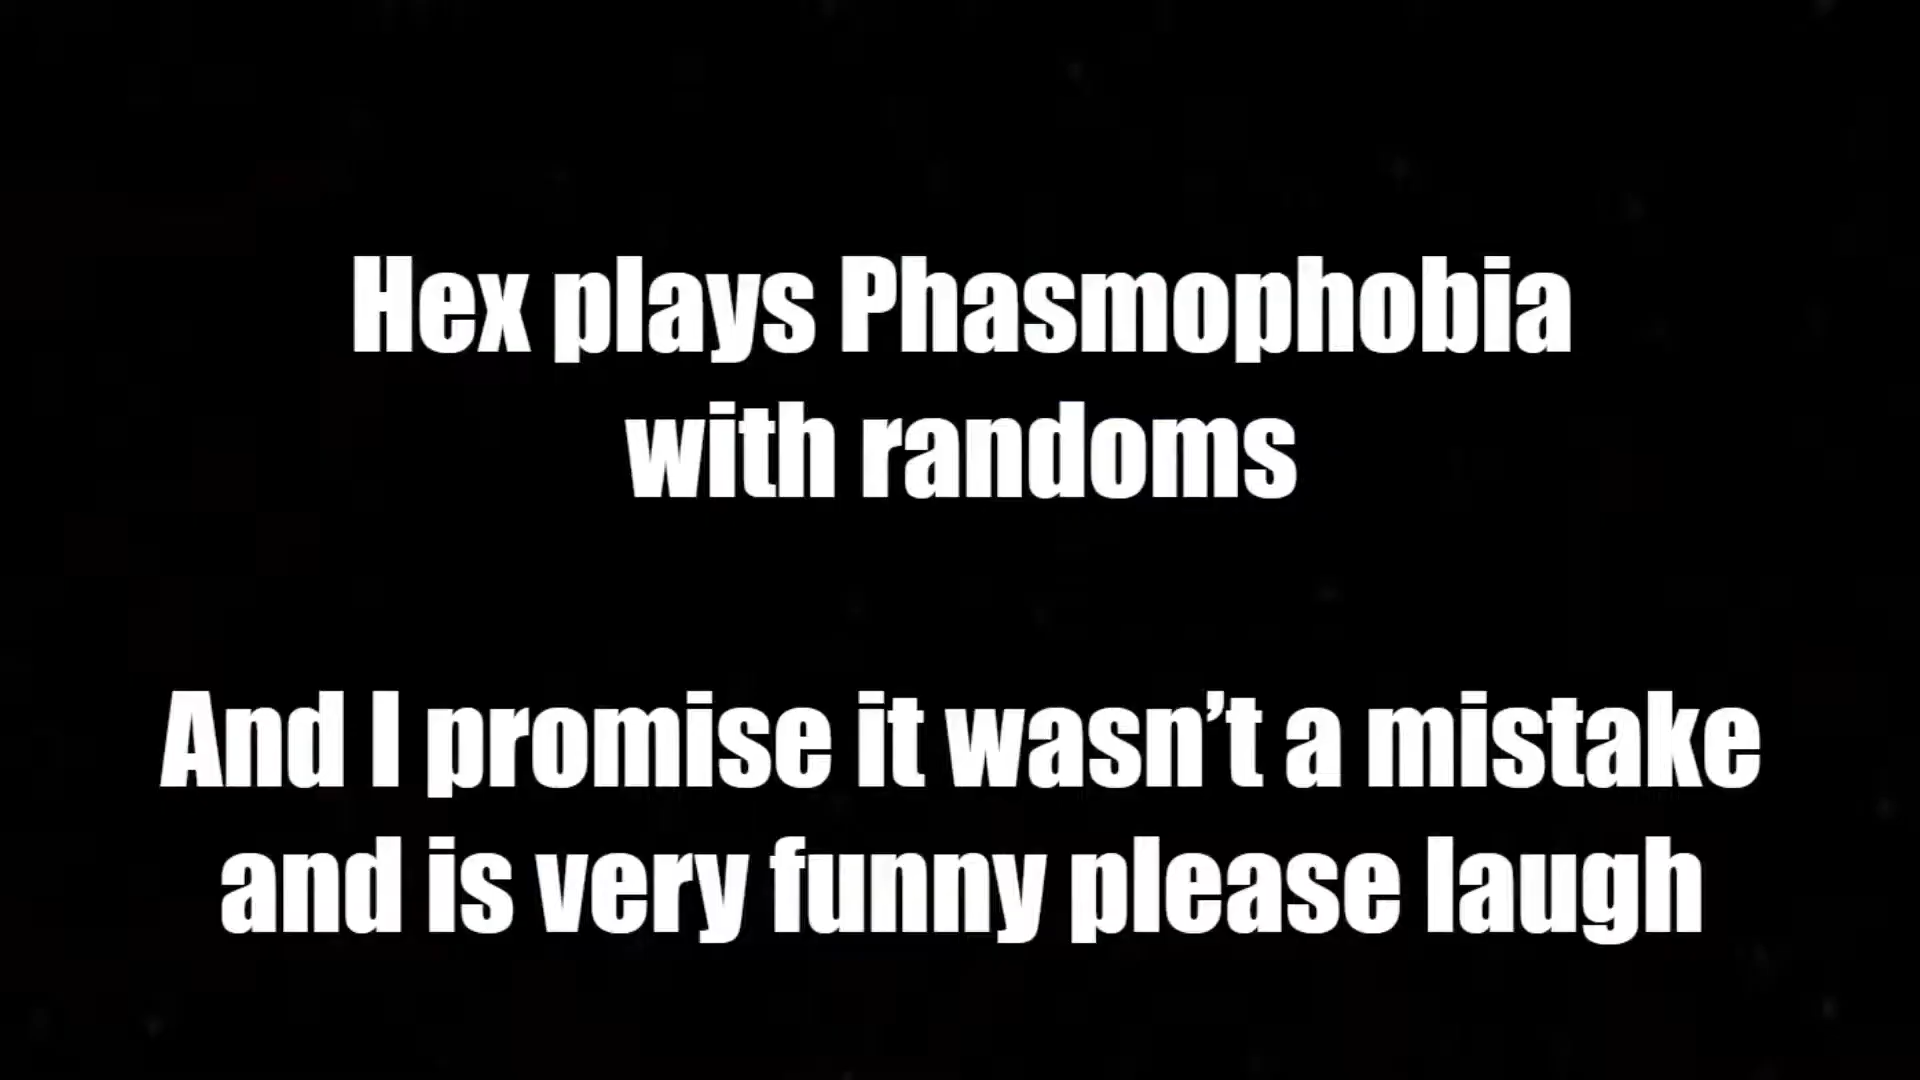 Hex plays Phasmophobia
with randoms
And I promise it wasn’t a mistake
and is very funny please laugh